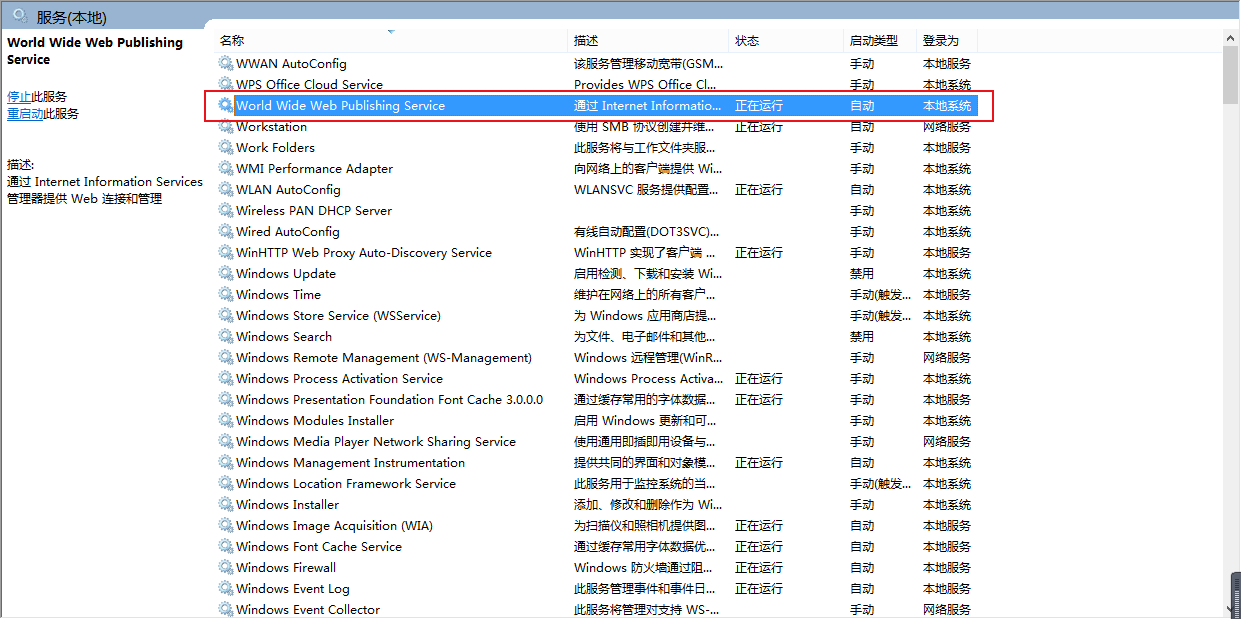 服务(本地)
World Wide Web Publishing
Service
停止此服务
重启动此服务
描述:
通过 Internet Information Services
管理器提供 Web 连接和管理
名称 描述 状态 启动类型 登录为
WWAN AutoConfig 该服务管理移动宽带(GSM... 手动 本地服务
WPS Office Cloud Service Provides WPS Office Cl... 手动 本地系统
World Wide Web Publishing Service 通过 Internet Informatio... 正在运行 自动 本地系统
Workstation 使用 SMB 协议创建并维... 正在运行 自动 网络服务
Work Folders 此服务将与工作文件夹服... 手动 本地服务
WMI Performance Adapter 向网络上的客户端提供 Wi... 手动 本地系统
WLAN AutoConfig WLANSVC 服务提供配置... 正在运行 自动 本地系统
Wireless PAN DHCP Server 手动 本地系统
Wired AutoConfig 有线自动配置(DOT3SVC)... 手动 本地系统
WinHTTP Web Proxy Auto-Discovery Service WinHTTP 实现了客户端 ... 正在运行 手动 本地服务
Windows Update 启用检测、下载和安装 Wi... 禁用 本地系统
Windows Time 维护在网络上的所有客户... 手动(触发... 本地服务
Windows Store Service (WSService) 为 Windows 应用商店提... 手动(触发... 本地系统
Windows Search 为文件、电子邮件和其他... 禁用 本地系统
Windows Remote Management (WS-Management) Windows 远程管理(WinR... 手动 网络服务
Windows Process Activation Service Windows Process Activa... 正在运行 手动 本地系统
Windows Presentation Foundation Font Cache 3.0.0.0 通过缓存常用的字体数据... 正在运行 手动 本地服务
Windows Modules Installer 启用 Windows 更新和可... 手动 本地系统
Windows Media Player Network Sharing Service 使用通用即插即用设备与... 手动 网络服务
Windows Management Instrumentation 提供共同的界面和对象模... 正在运行 自动 本地系统
Windows Location Framework Service 此服务用于监控系统的当... 手动(触发... 本地系统
Windows Installer 添加、修改和删除作为 Wi... 手动 本地系统
Windows Image Acquisition (WIA) 为扫描仪和照相机提供图... 正在运行 自动 本地服务
Windows Font Cache Service 通过缓存常用字体数据优... 正在运行 自动 本地服务
Windows Firewall Windows 防火墙通过阻... 正在运行 自动 本地服务
Windows Event Log 此服务管理事件和事件日... 正在运行 自动 本地服务
Windows Event Collector 此服务将管理对支持 WS-... 手动 网络服务